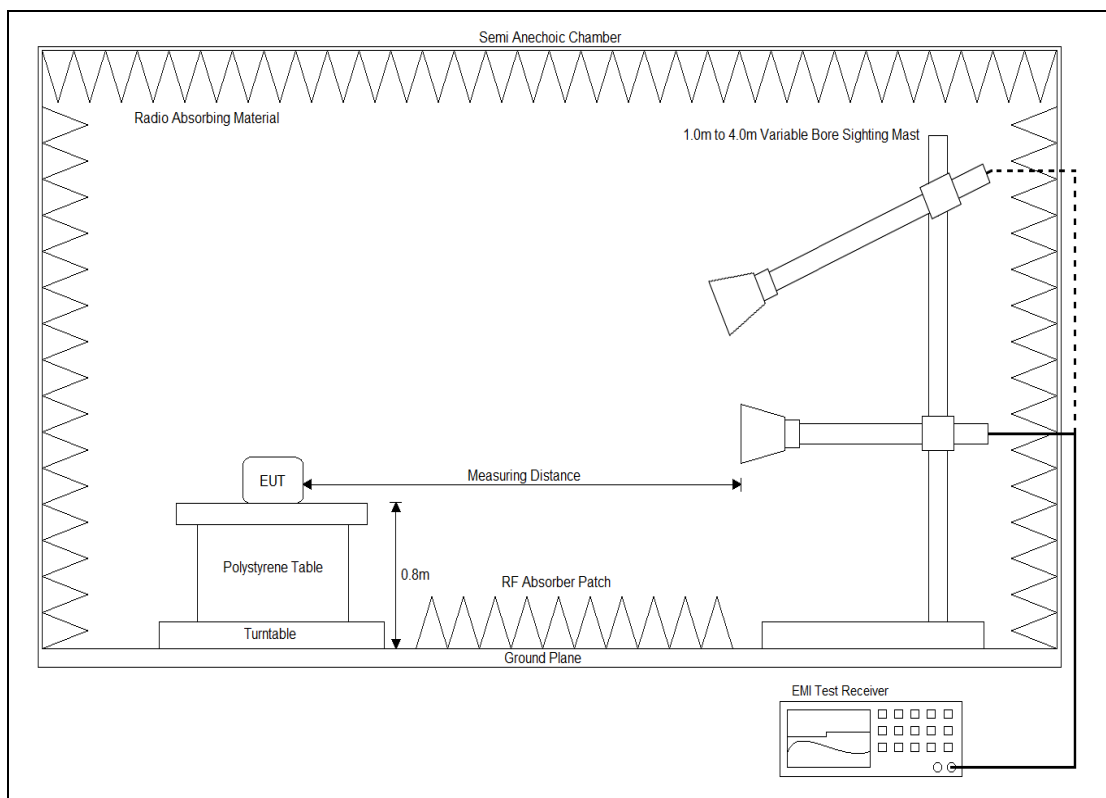 Semi Anechoic Chamber
Radio Absorbing Material
1.0m to 4.0m Variable Bore Sighting Mast
Measuring Distance
EUT
Polystyrene Table
0.8m
RF Absorber Patch
Turntable
Ground Plane
EMI Test Receiver